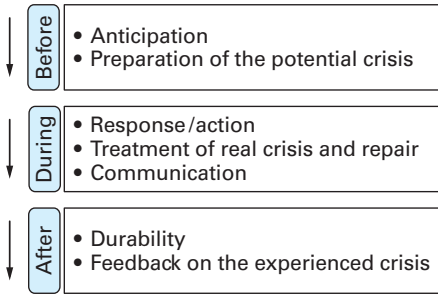 Before
• Anticipation
• Preparation of the potential crisis
During
• Response/action
• Treatment of real crisis and repair
• Communication
After
• Durability
• Feedback on the experienced crisis